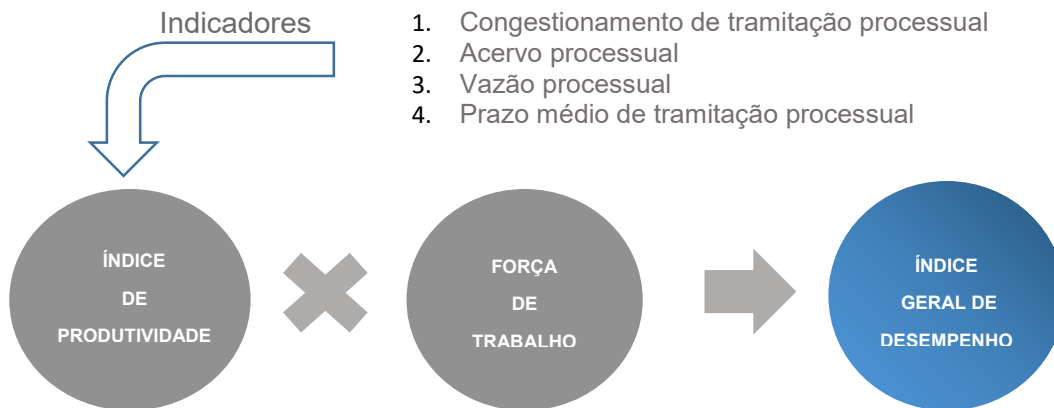 Indicadores
1. Congestionamento de tramitação processual
2. Acervo processual
3. Vazão processual
4. Prazo médio de tramitação processual
ÍNDICE
DE
PRODUTIVIDADE
FORÇA
DE
TRABALHO
ÍNDICE
GERAL DE
DESEMPENHO